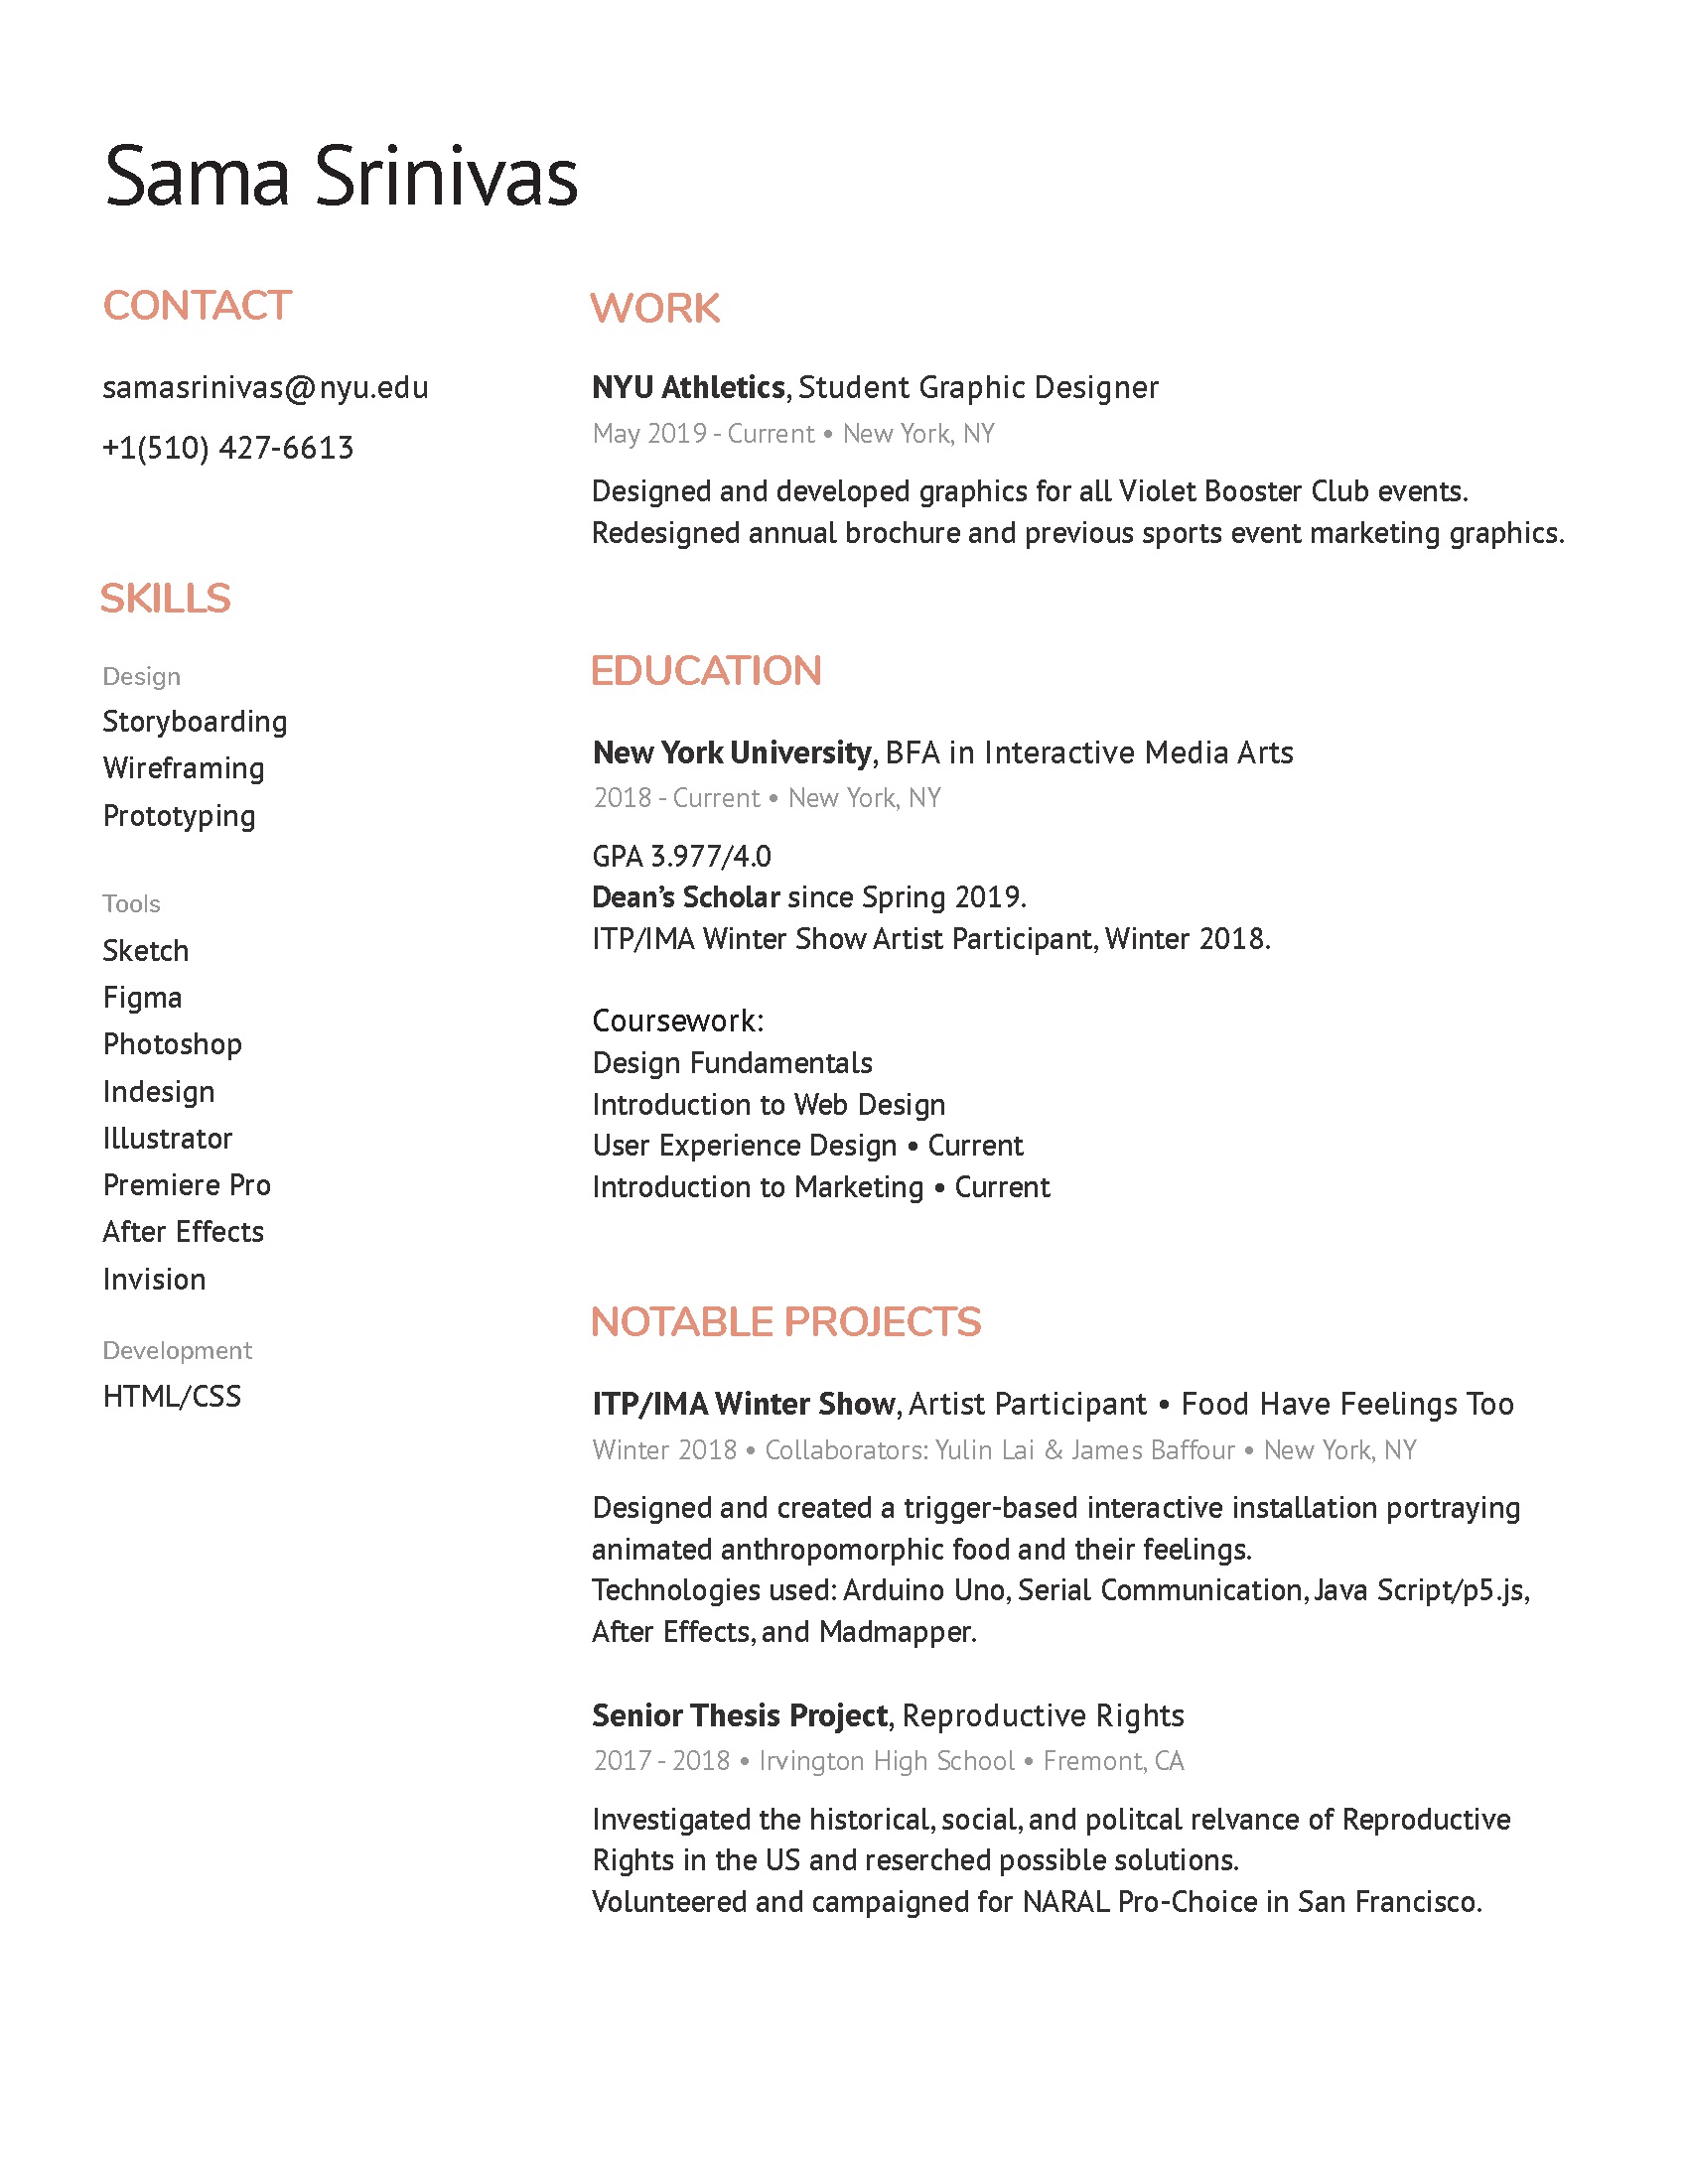 Sama Srinivas
CONTACT
samasrinivas@nyu.edu
+1(510) 427-6613
SKILLS
Design
Storyboarding
Wireframing
Prototyping
Tools
Sketch
Figma
Photoshop
Indesign
Illustrator
Premiere Pro
After Effects
Invision
Development
HTML/CSS
WORK
NYU Athletics, Student Graphic Designer
May 2019 - Current • New York, NY
Designed and developed graphics for all Violet Booster Club events.
Redesigned annual brochure and previous sports event marketing graphics.
EDUCATION
New York University, BFA in Interactive Media Arts
2018 - Current • New York, NY
GPA 3.977/4.0
Dean's Scholar since Spring 2019.
ITP/IMA Winter Show Artist Participant, Winter 2018.
Coursework:
Design Fundamentals
Introduction to Web Design
User Experience Design • Current
Introduction to Marketing • Current
NOTABLE PROJECTS
ITP/IMA Winter Show, Artist Participant • Food Have Feelings Too
Winter 2018 • Collaborators: Yulin Lai & James Baffour • New York, NY
Designed and created a trigger-based interactive installation portraying
animated anthropomorphic food and their feelings.
Technologies used: Arduino Uno, Serial Communication, Java Script/p5.js,
After Effects, and Madmapper.
Senior Thesis Project, Reproductive Rights
2017 - 2018 • Irvington High School • Fremont, CA
Investigated the historical, social, and politcal relvance of Reproductive
Rights in the US and reserched possible solutions.
Volunteered and campaigned for NARAL Pro-Choice in San Francisco.